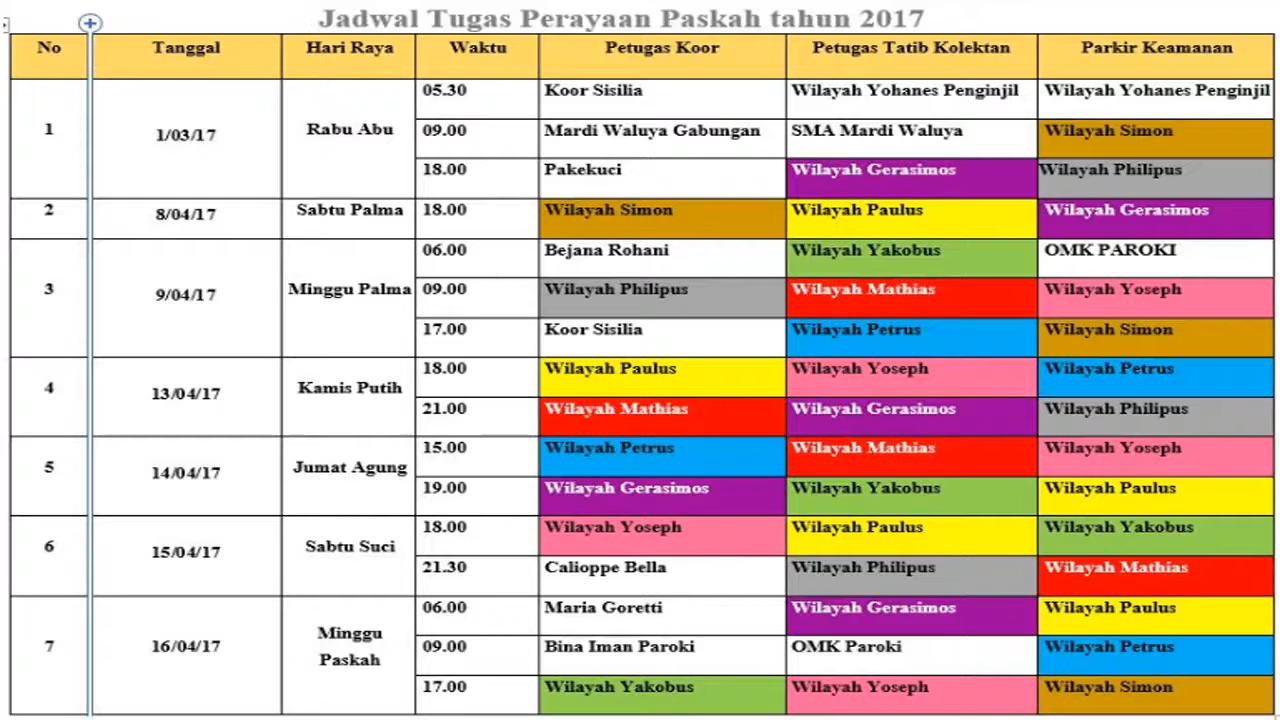 Jadwal Tugas Perayaan Paskah tahun 2017
No Tanggal Hari Raya Waktu Petugas Koor Petugas Tatib Kolektan Parkir Keamanan
1 1/03/17 Rabu Abu 05.30 Koor Sisilia Wilayah Yohanes Penginjil Wilayah Yohanes Penginjil
09.00 Mardi Waluya Gabungan SMA Mardi Waluya Wilayah Simon
18.00 Pakekuci Wilayah Gerasimos Wilayah Philipus
2 8/04/17 Sabtu Palma 18.00 Wilayah Simon Wilayah Paulus Wilayah Gerasimos
3 9/04/17 Minggu Palma 06.00 Bejana Rohani Wilayah Yakobus OMK PAROKI
09.00 Wilayah Philipus Wilayah Mathias Wilayah Yoseph
17.00 Koor Sisilia Wilayah Petrus Wilayah Simon
4 13/04/17 Kamis Putih 18.00 Wilayah Paulus Wilayah Yoseph Wilayah Petrus
21.00 Wilayah Mathias Wilayah Gerasimos Wilayah Philipus
5 14/04/17 Jumat Agung 15.00 Wilayah Petrus Wilayah Mathias Wilayah Yoseph
19.00 Wilayah Gerasimos Wilayah Yakobus Wilayah Paulus
6 15/04/17 Sabtu Suci 18.00 Wilayah Yoseph Wilayah Paulus Wilayah Yakobus
21.30 Calioppe Bella Wilayah Philipus Wilayah Mathias
7 16/04/17 Minggu Paskah 06.00 Maria Goretti Wilayah Gerasimos Wilayah Paulus
09.00 Bina Iman Paroki OMK Paroki Wilayah Petrus
17.00 Wilayah Yakobus Wilayah Yoseph Wilayah Simon